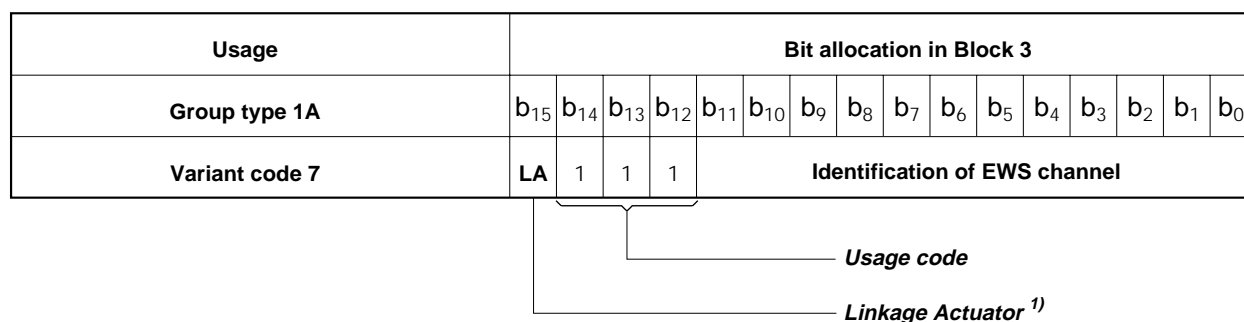 Usage Bit allocation in Block 3
Group type 1A b15 b14 b13 b12 b11 b10 b9 b8 b7 b6 b5 b4 b3 b2 b1 b0
Variant code 7 LA 1 1 1 Identification of EWS channel
Usage code
Linkage Actuator 1)